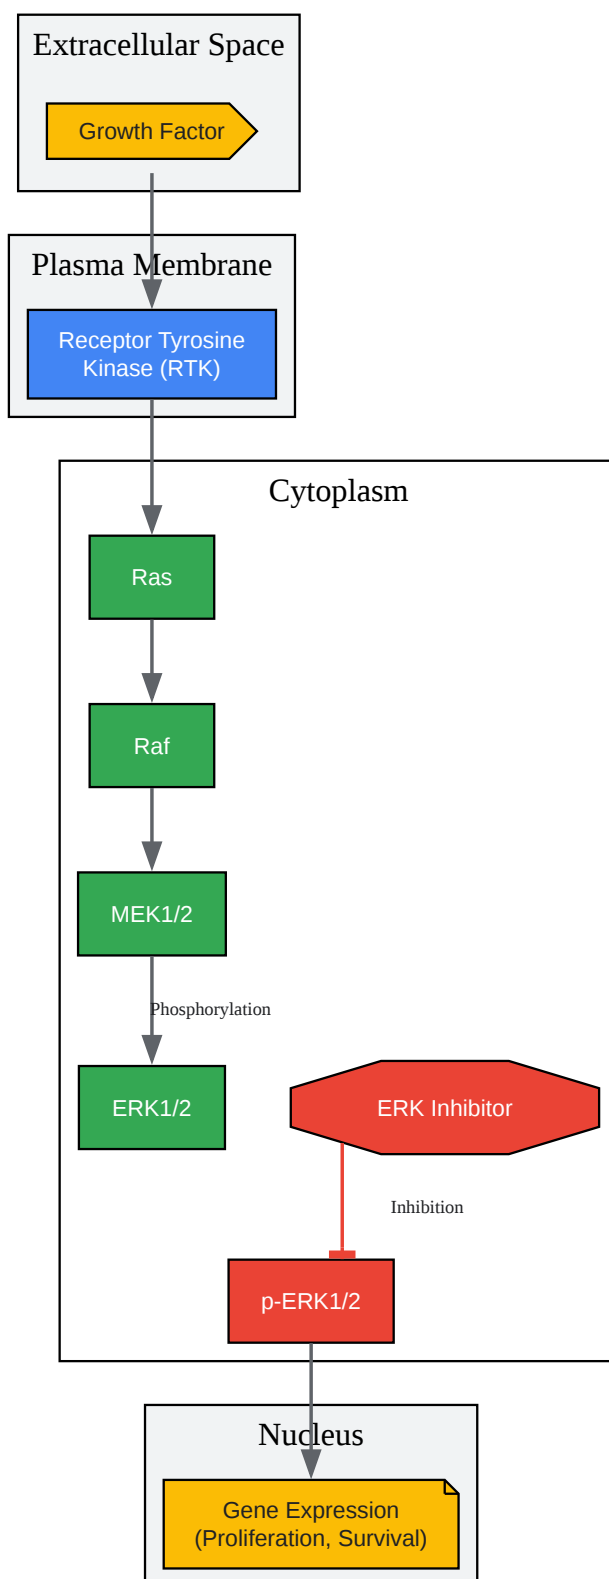 Extracellular Space
Growth Factor
Plasma Membrane
Receptor Tyrosine
Kinase (RTK)
Cytoplasm
Ras
Raf
MEK1/2
Phosphorylation
ERK1/2
ERK Inhibitor
Inhibition
p-ERK1/2
Nucleus
Gene Expression
(Proliferation, Survival)